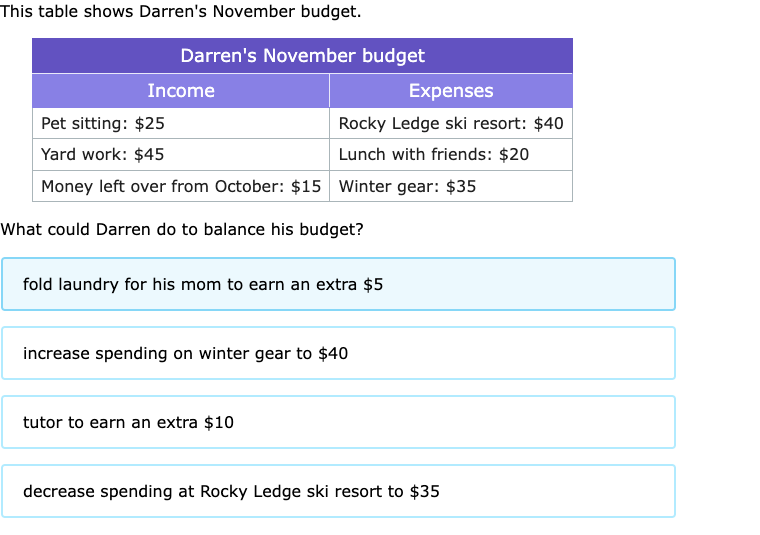 This table shows Darren's November budget.
Darren's November budget
Income Expenses
Pet sitting: $25 Rocky Ledge ski resort: $40
Yard work: $45 Lunch with friends: $20
Money left over from October: $15 Winter gear: $35
What could Darren do to balance his budget?
fold laundry for his mom to earn an extra $5
increase spending on winter gear to $40
tutor to earn an extra $10
decrease spending at Rocky Ledge ski resort to $35